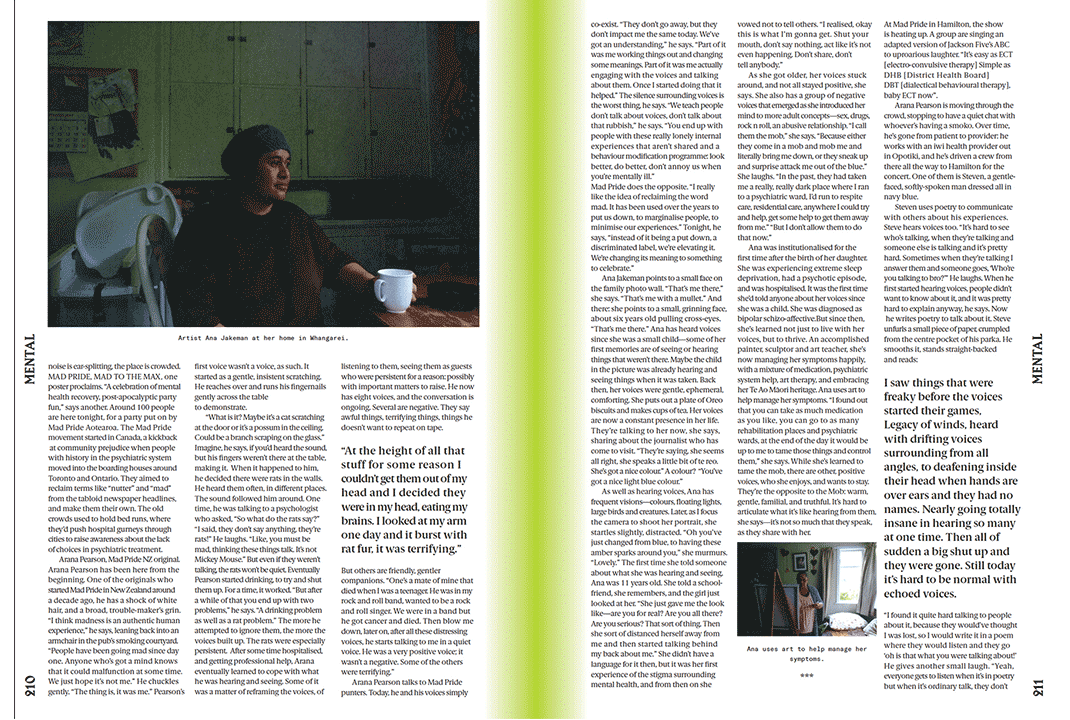 Artist Ana Jakeman at her home in Whangarei.
MENTAL
210
noise is ear-splitting, the place is crowded.
MAD PRIDE, MAD TO THE MAX, one
poster proclaims. “A celebration of mental
health recovery, post-apocalyptic party
fun,” says another. Around 100 people
are here tonight, for a party put on by
Mad Pride Aotearoa. The Mad Pride
movement started in Canada, a kickback
at community prejudice when people
with history in the psychiatric system
moved into the boarding houses around
Toronto and Ontario. They aimed to
reclaim terms like “nutter” and “mad”
from the tabloid newspaper headlines,
and make them their own. The old
crowds used to hold bed runs, where
they’d push hospital gurneys through
cities to raise awareness about the lack
of choices in psychiatric treatment.
Arana Pearson, Mad Pride NZ original.
Arana Pearson has been here from the
beginning. One of the originals who
started Mad Pride in New Zealand around
a decade ago, he has a shock of white
hair, and a broad, trouble-maker’s grin.
“I think madness is an authentic human
experience,” he says, leaning back into an
armchair in the pub’s smoking courtyard.
“People have been going mad since day
one. Anyone who’s got a mind knows
that it could malfunction at some time.
We just hope it’s not me.” He chuckles
gently. “The thing is, it was me.” Pearson’s
first voice wasn’t a voice, as such. It
started as a gentle, insistent scratching.
He reaches over and runs his fingernails
gently across the table
to demonstrate.
“What is it? Maybe it’s a cat scratching
at the door or it’s a possum in the ceiling.
Could be a branch scraping on the glass.”
Imagine, he says, if you’d heard the sound,
but his fingers weren’t there at the table,
making it. When it happened to him,
he decided there were rats in the walls.
He heard them often, in different places.
The sound followed him around. One
time, he was talking to a psychologist
who asked, “So what do the rats say?”
“I said, they don’t say anything, they’re
rats!” He laughs. “Like, you must be
mad, thinking these things talk. It’s not
Mickey Mouse.” But even if they weren’t
talking, the rats won’t be quiet. Eventually
Pearson started drinking, to try and shut
them up. For a time, it worked. “But after
a while of that you end up with two
problems,” he says. “A drinking problem
as well as a rat problem.” The more he
attempted to ignore them, the more the
voices built up. The rats were especially
persistent. After some time hospitalised,
and getting professional help, Arana
eventually learned to cope with what
he was hearing and seeing. Some of it
was a matter of reframing the voices, of
listening to them, seeing them as guests
who were persistent for a reason: possibly
with important matters to raise. He now
has eight voices, and the conversation is
ongoing. Several are negative. They say
awful things, terrifying things, things he
doesn’t want to repeat on tape.
“At the height of all that
stuff for some reason I
couldn’t get them out of my
head and I decided they
were in my head, eating my
brains. I looked at my arm
one day and it burst with
rat fur, it was terrifying.”
But others are friendly, gentler
companions. “One’s a mate of mine that
died when I was a teenager. He was in my
rock and roll band, wanted to be a rock
and roll singer. We were in a band but
he got cancer and died. Then blow me
down, later on, after all these distressing
voices, he starts talking to me in a quiet
voice. He was a very positive voice; it
wasn’t a negative. Some of the others
were terrifying.”
Arana Pearson talks to Mad Pride
punters. Today, he and his voices simply
co-exist. “They don’t go away, but they
don’t impact me the same today. We’ve
got an understanding,” he says. “Part of it
was me working things out and changing
some meanings. Part of it was me actually
engaging with the voices and talking
about them. Once I started doing that it
helped.” The silence surrounding voices is
the worst thing, he says. “We teach people
don’t talk about voices, don’t talk about
that rubbish,” he says. “You end up with
people with these really lonely internal
experiences that aren’t shared and a
behaviour modification programme: look
better, do better, don’t annoy us when
you’re mentally ill.”
Mad Pride does the opposite. “I really
like the idea of reclaiming the word
mad. It has been used over the years to
put us down, to marginalise people, to
minimise our experiences.” Tonight, he
says, “instead of it being a put down, a
discriminated label, we’re elevating it.
We’re changing its meaning to something
to celebrate.”
Ana Jakeman points to a small face on
the family photo wall. “That’s me there,”
she says. “That’s me with a mullet.” And
there: she points to a small, grinning face,
about six years old pulling cross-eyes.
“That’s me there.” Ana has heard voices
since she was a small child—some of her
first memories are of seeing or hearing
things that weren’t there. Maybe the child
in the picture was already hearing and
seeing things when it was taken. Back
then, her voices were gentle, ephemeral,
comforting. She puts out a plate of Oreo
biscuits and makes cups of tea. Her voices
are now a constant presence in her life.
They’re talking to her now, she says,
sharing about the journalist who has
come to visit. “They’re saying, she seems
all right, she speaks a little bit of te reo.
She’s got a nice colour.” A colour? “You’ve
got a nice light blue colour.”
As well as hearing voices, Ana has
frequent visions—colours, floating lights,
large birds and creatures. Later, as I focus
the camera to shoot her portrait, she
startles slightly, distracted. “Oh you’ve
just changed from blue, to having these
amber sparks around you,” she murmurs.
“Lovely.” The first time she told someone
about what she was hearing and seeing,
Ana was 11 years old. She told a school-
friend, she remembers, and the girl just
looked at her. “She just gave me the look
like—are you for real? Are you all there?
Are you serious? That sort of thing. Then
she sort of distanced herself away from
me and then started talking behind
my back about me.” She didn’t have a
language for it then, but it was her first
experience of the stigma surrounding
mental health, and from then on she
vowed not to tell others. “I realised, okay
this is what I’m gonna get. Shut your
mouth, don’t say nothing, act like it’s not
even happening. Don’t share, don’t
tell anybody.”
As she got older, her voices stuck
around, and not all stayed positive, she
says. She also has a group of negative
voices that emerged as she introduced her
mind to more adult concepts—sex, drugs,
rock n roll, an abusive relationship. “I call
them the mob,” she says. “Because either
they come in a mob and mob me and
literally bring me down, or they sneak up
and surprise attack me out of the blue.”
She laughs. “In the past, they had taken
me a really, really dark place where I ran
to a psychiatric ward, I’d run to respite
care, residential care, anywhere I could try
and help, get some help to get them away
from me.” “But I don’t allow them to do
that now.”
Ana was institutionalised for the
first time after the birth of her daughter.
She was experiencing extreme sleep
deprivation, had a psychotic episode,
and was hospitalised. It was the first time
she’d told anyone about her voices since
she was a child. She was diagnosed as
bipolar schizo-affective.But since then,
she’s learned not just to live with her
voices, but to thrive. An accomplished
painter, sculptor and art teacher, she’s
now managing her symptoms happily,
with a mixture of medication, psychiatric
system help, art therapy, and embracing
her Te Ao Māori heritage. Ana uses art to
help manage her symptoms. “I found out
that you can take as much medication
as you like, you can go to as many
rehabilitation places and psychiatric
wards, at the end of the day it would be
up to me to tame those things and control
them,” she says. While she’s learned to
tame the mob, there are other, positive
voices, who she enjoys, and wants to stay.
They’re the opposite to the Mob: warm,
gentle, familial, and truthful. It’s hard to
articulate what it’s like hearing from them,
she says—it’s not so much that they speak,
as they share with her.
Ana uses art to help manage her
symptoms.
***
At Mad Pride in Hamilton, the show
is heating up. A group are singing an
adapted version of Jackson Five’s ABC
to uproarious laughter. “It’s easy as ECT
[electro-convulsive therapy] Simple as
DHB [District Health Board]
DBT [dialectical behavioural therapy],
baby ECT now”.
Arana Pearson is moving through the
crowd, stopping to have a quiet chat with
whoever’s having a smoko. Over time,
he’s gone from patient to provider: he
works with an iwi health provider out
in Opotiki, and he’s driven a crew from
there all the way to Hamilton for the
concert. One of them is Steven, a gentle-
faced, softly-spoken man dressed all in
navy blue.
Steven uses poetry to communicate
with others about his experiences.
Steve hears voices too. “It’s hard to see
who’s talking, when they’re talking and
someone else is talking and it’s pretty
hard. Sometimes when they’re talking I
answer them and someone goes, ‘Who’re
you talking to bro?’” He laughs. When he
first started hearing voices, people didn’t
want to know about it, and it was pretty
hard to explain anyway, he says. Now
he writes poetry to talk about it. Steve
unfurls a small piece of paper, crumpled
from the centre pocket of his parka. He
smooths it, stands straight-backed
and reads:
I saw things that were
freaky before the voices
started their games,
Legacy of winds, heard
with drifting voices
surrounding from all
angles, to deafening inside
their head when hands are
over ears and they had no
names. Nearly going totally
insane in hearing so many
at one time. Then all of
sudden a big shut up and
they were gone. Still today
it’s hard to be normal with
echoed voices.
“I found it quite hard talking to people
about it, because they would’ve thought
I was lost, so I would write it in a poem
where they would listen and they go
‘oh is that what you were talking about!’
He gives another small laugh. “Yeah,
everyone gets to listen when it’s in poetry
but when it’s ordinary talk, they don’t
MENTAL
211